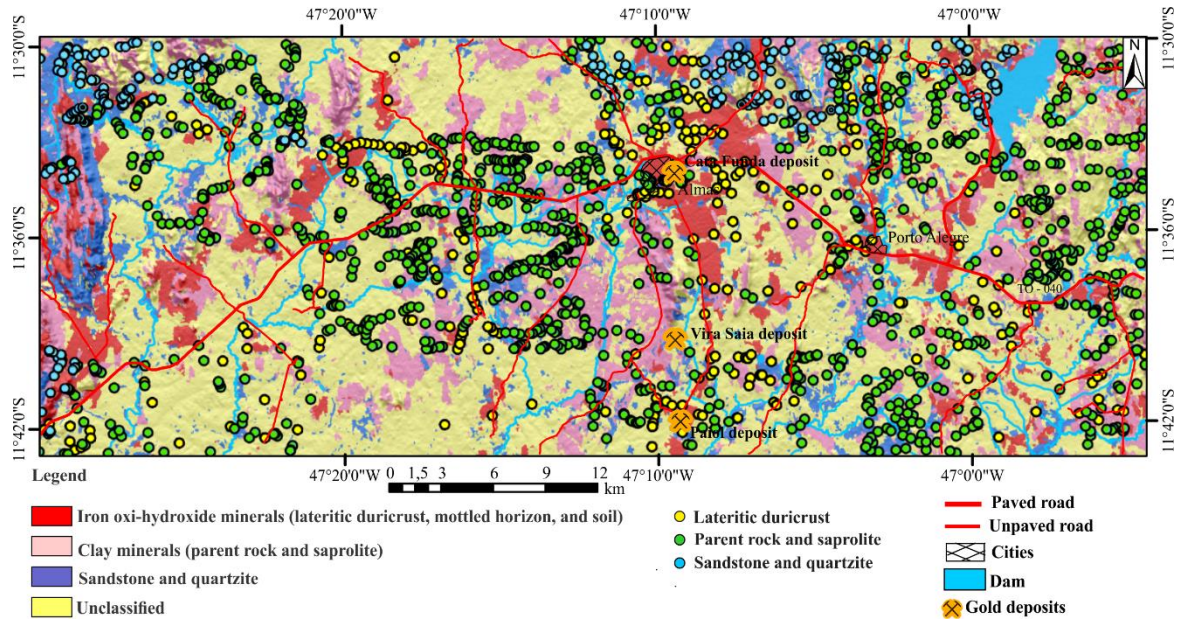 47°20'0"W 47°10'0"W 47°0'0"W
11°30'0"S 11°30'0"S
N
Cata Funda deposit
Almas
11°36'0"S Porto Alegre 11°36'0"S
TO - 040
Vira Saia deposit
11°42'0"S Paiol deposit 11°42'0"S
Legend
47°20'0"W 47°10'0"W 47°0'0"W
0 1,5 3 6 9 12
km
Iron oxi-hydroxide minerals (lateritic duricrust, mottled horizon, and soil)
Clay minerals (parent rock and saprolite)
Sandstone and quartzite
Unclassified
Lateritic duricrust
Parent rock and saprolite
Sandstone and quartzite
Paved road
Unpaved road
Cities
Dam
Gold deposits